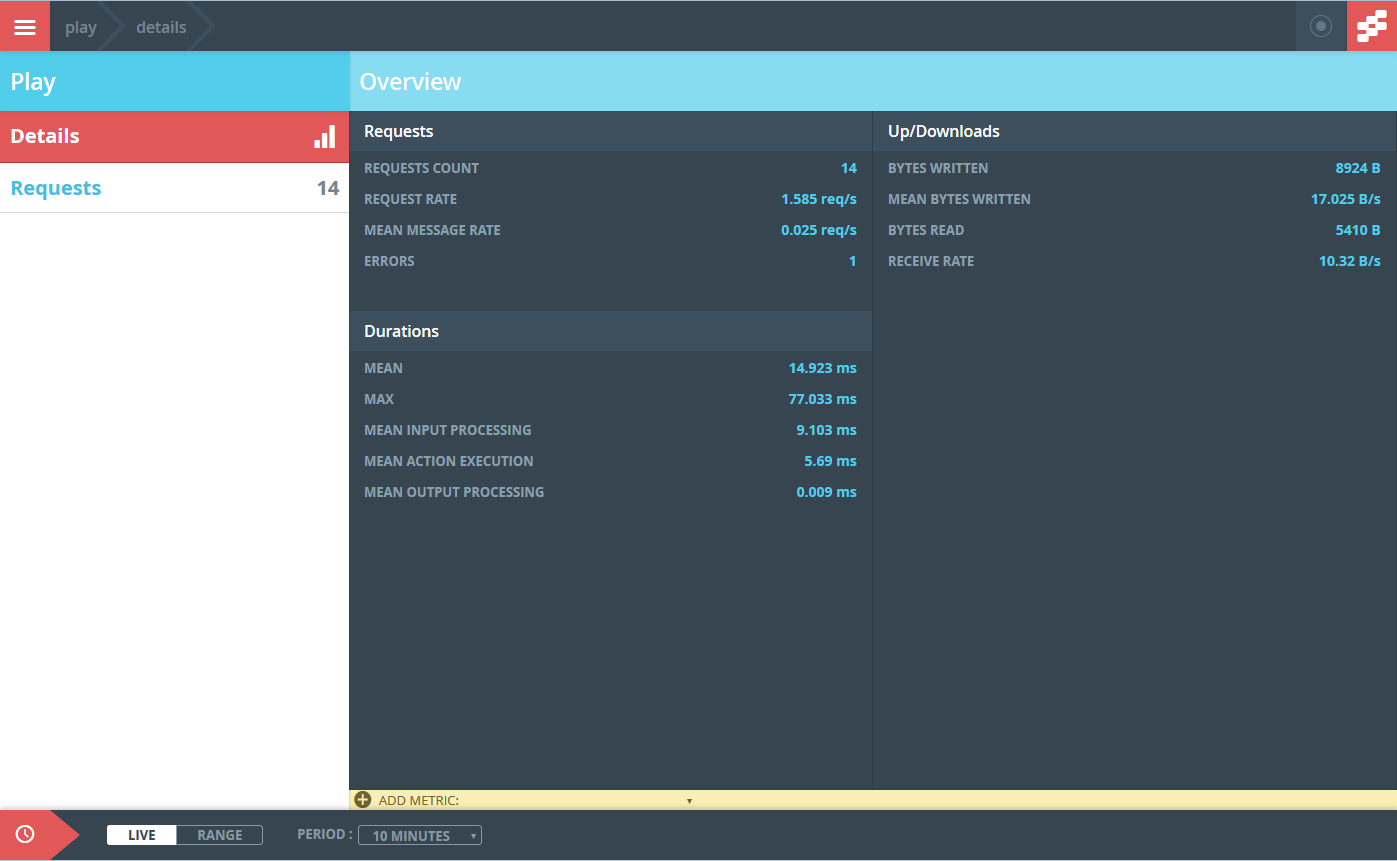 play details
Play
Overview
Details
Requests 14
Requests
REQUESTS COUNT 14
REQUEST RATE 1.585 req/s
MEAN MESSAGE RATE 0.025 req/s
ERRORS 1
Durations
MEAN 14.923 ms
MAX 77.033 ms
MEAN INPUT PROCESSING 9.103 ms
MEAN ACTION EXECUTION 5.69 ms
MEAN OUTPUT PROCESSING 0.009 ms
Up/Downloads
BYTES WRITTEN 8924 B
MEAN BYTES WRITTEN 17.025 B/s
BYTES READ 5410 B
RECEIVE RATE 10.32 B/s
ADD METRIC:
LIVE RANGE PERIOD : 10 MINUTES